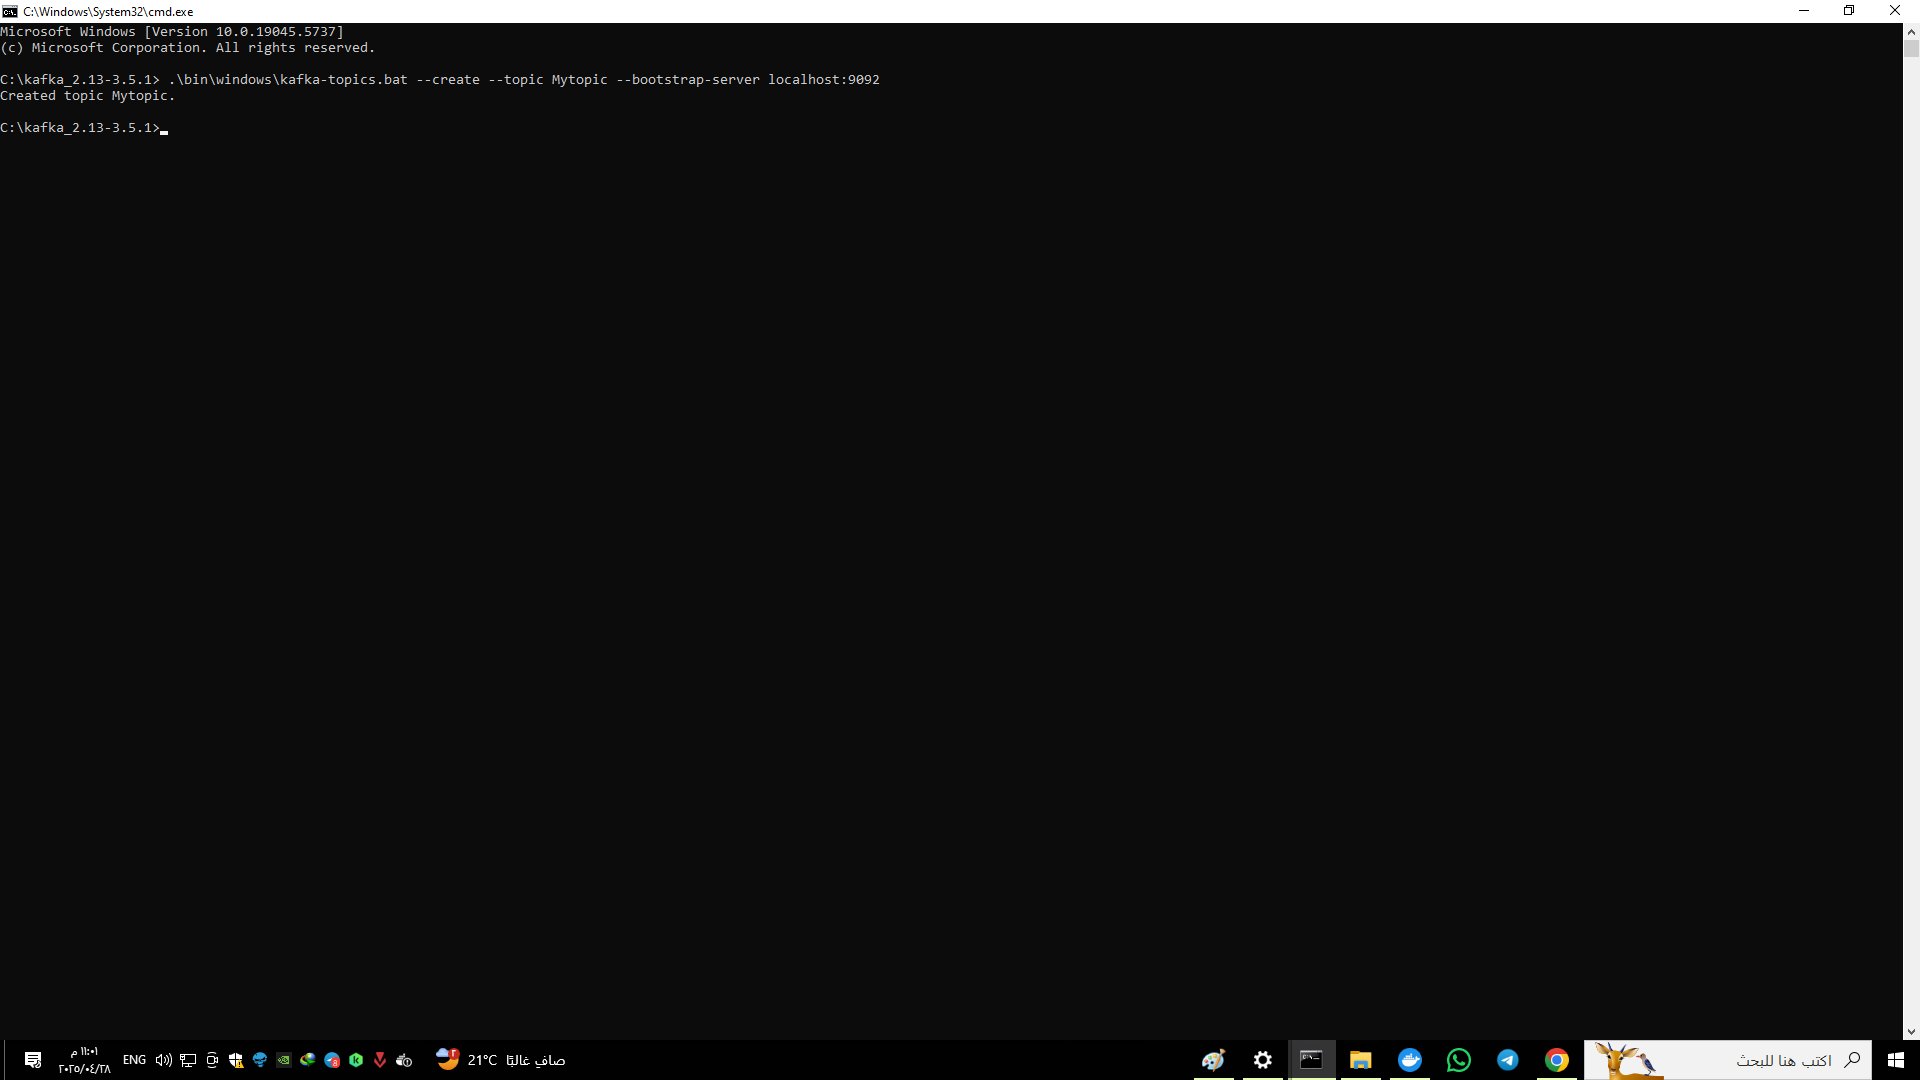 C:\Windows\System32\cmd.exe
Microsoft Windows [Version 10.0.19045.5737]
(c) Microsoft Corporation. All rights reserved.
C:\kafka_2.13-3.5.1> .\bin\windows\kafka-topics.bat --create --topic Mytopic --bootstrap-server localhost:9092
Created topic Mytopic.
C:\kafka_2.13-3.5.1>
١١:٠١ م
٢٠٢٥/٠٤/٢٨
ENG
21°C صافٍ غالبًا
اكتب هنا للبحث